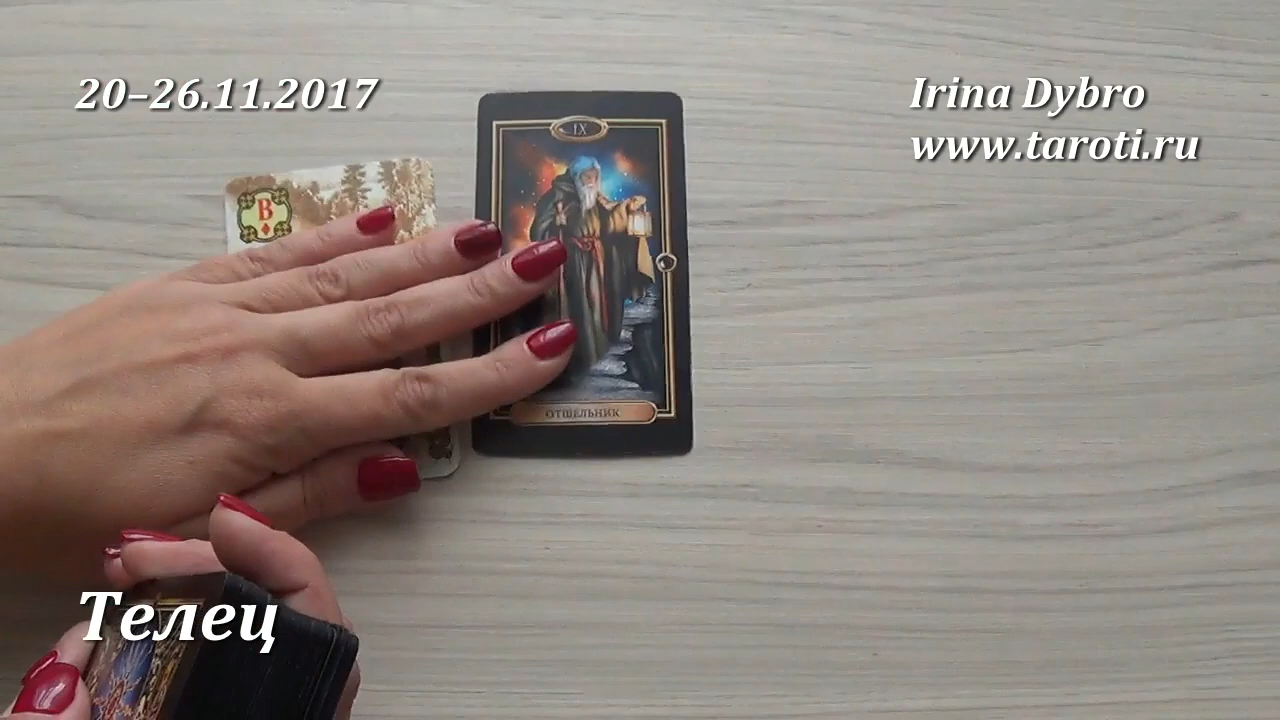 20–26.11.2017
Irina Dybro
www.taroti.ru
В
IX
ОТШЕЛЬНИК
Телец